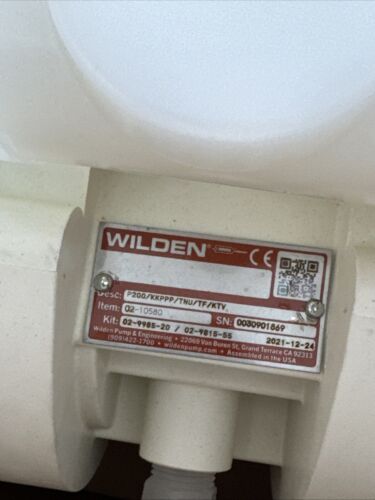 WILDEN® CE
Desc: P200/KKPPP/TNU/TF/KTV
Item: 02-10580 SN: 0030901869
Kit: 02-9985-20 / 02-9815-55 2021-12-24
Wilden Pump & Engineering • 22069 Van Buren St, Grand Terrace CA 92313
(909)422-1700 • wildenpump.com • Assembled in the USA